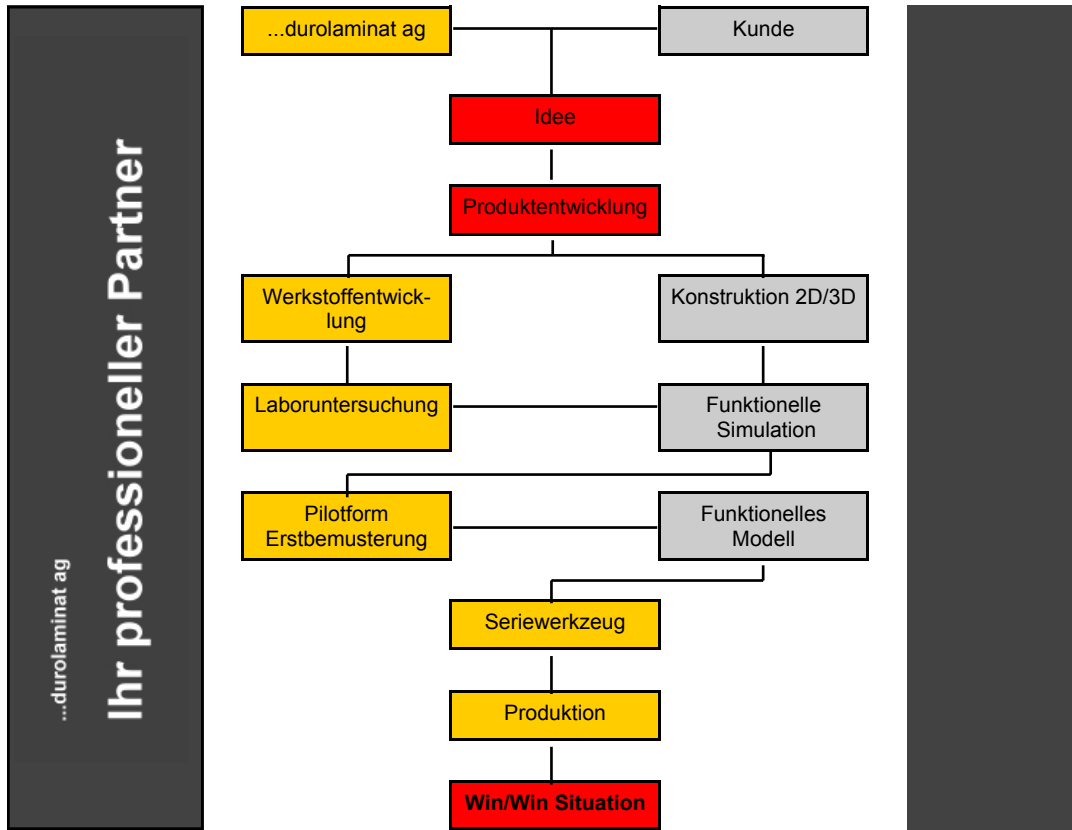 ...durolaminat ag
Ihr professioneller Partner
...durolaminat ag
Kunde
Idee
Produktentwicklung
Werkstoffentwick-
lung
Konstruktion 2D/3D
Laboruntersuchung
Funktionelle
Simulation
Pilotform
Erstbemusterung
Funktionelles
Modell
Seriewerkzeug
Produktion
Win/Win Situation